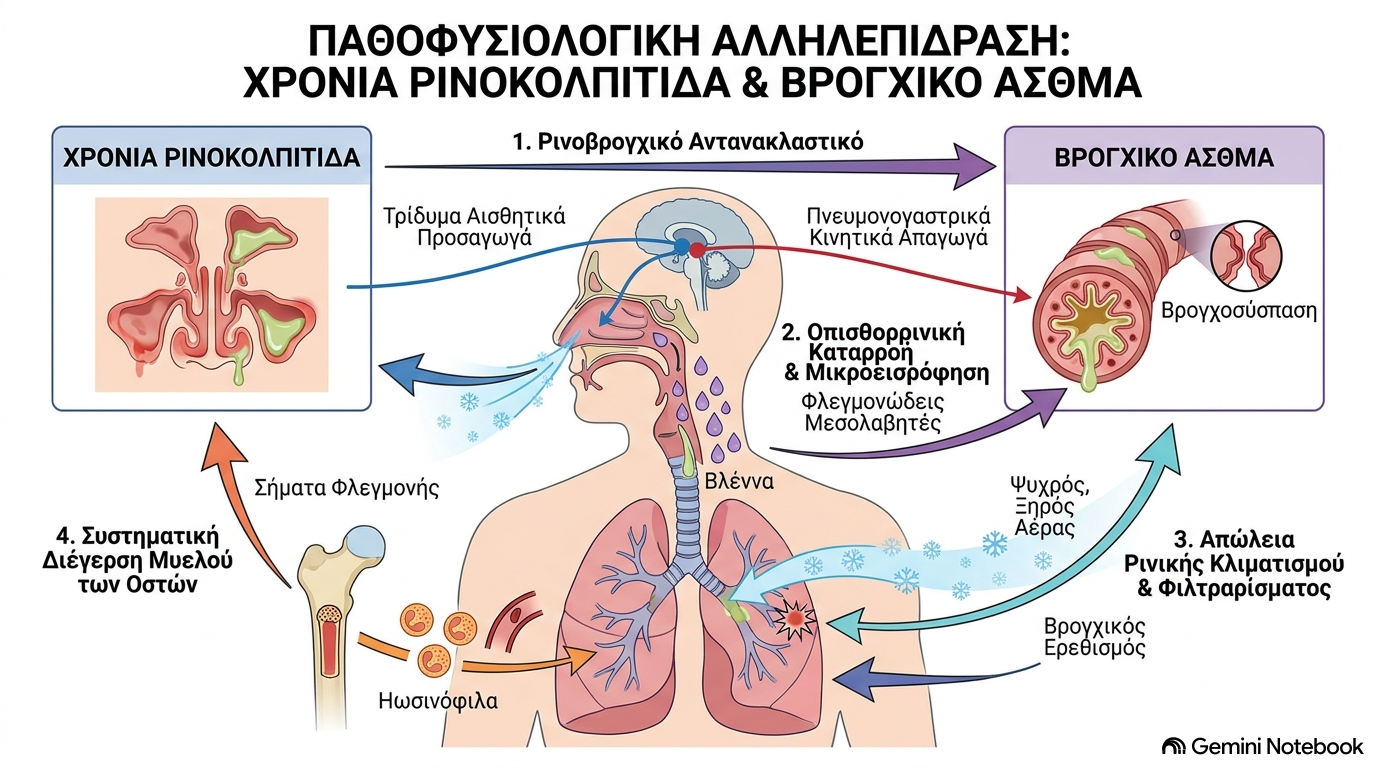 ΠΑΘΟΦΥΣΙΟΛΟΓΙΚΗ ΑΛΛΗΛΕΠΙΔΡΑΣΗ:
ΧΡΟΝΙΑ ΡΙΝΟΚΟΛΠΙΤΙΔΑ & ΒΡΟΓΧΙΚΟ ΑΣΘΜΑ
ΧΡΟΝΙΑ ΡΙΝΟΚΟΛΠΙΤΙΔΑ
1. Ρινοβρογχικό Αντανακλαστικό
ΒΡΟΓΧΙΚΟ ΑΣΘΜΑ
Τρίδυμα Αισθητικά
Προσαγωγά
Πνευμονογαστρικά
Κινητικά Απαγωγά
Βρογχοσύσπαση
2. Οπισθορρινική
Καταρροή
& Μικροεισρόφηση
Φλεγμονώδεις
Μεσολαβητές
Βλέννα
Σήματα Φλεγμονής
4. Συστηματική
Διέγερση Μυελού
των Οστών
Ηωσινόφιλα
Ψυχρός,
Ξηρός
Αέρας
3. Απώλεια
Ρινικής Κλιματισμού
& Φιλτραρίσματος
Βρογχικός
Ερεθισμός
Gemini Notebook